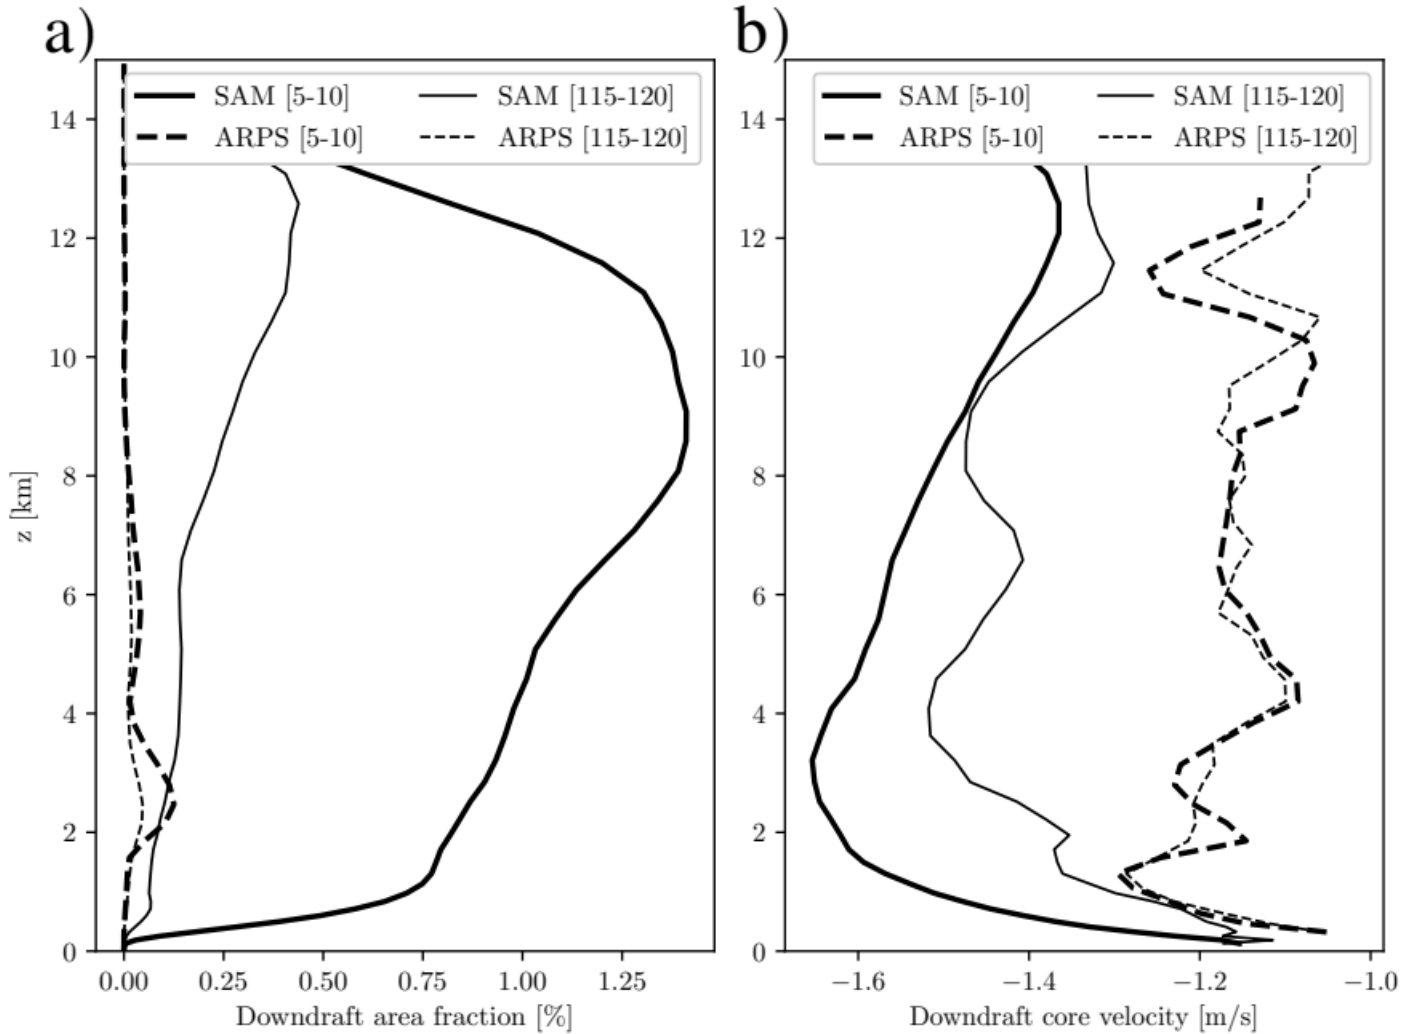 a)
SAM [5-10]
ARPS [5-10]
SAM [115-120]
ARPS [115-120]
14
12
10
8
6
4
2
0
z [km]
0.00 0.25 0.50 0.75 1.00 1.25
Downdraft area fraction [%]
b)
SAM [5-10]
ARPS [5-10]
SAM [115-120]
ARPS [115-120]
14
12
10
8
6
4
2
0
−1.6 −1.4 −1.2 −1.0
Downdraft core velocity [m/s]